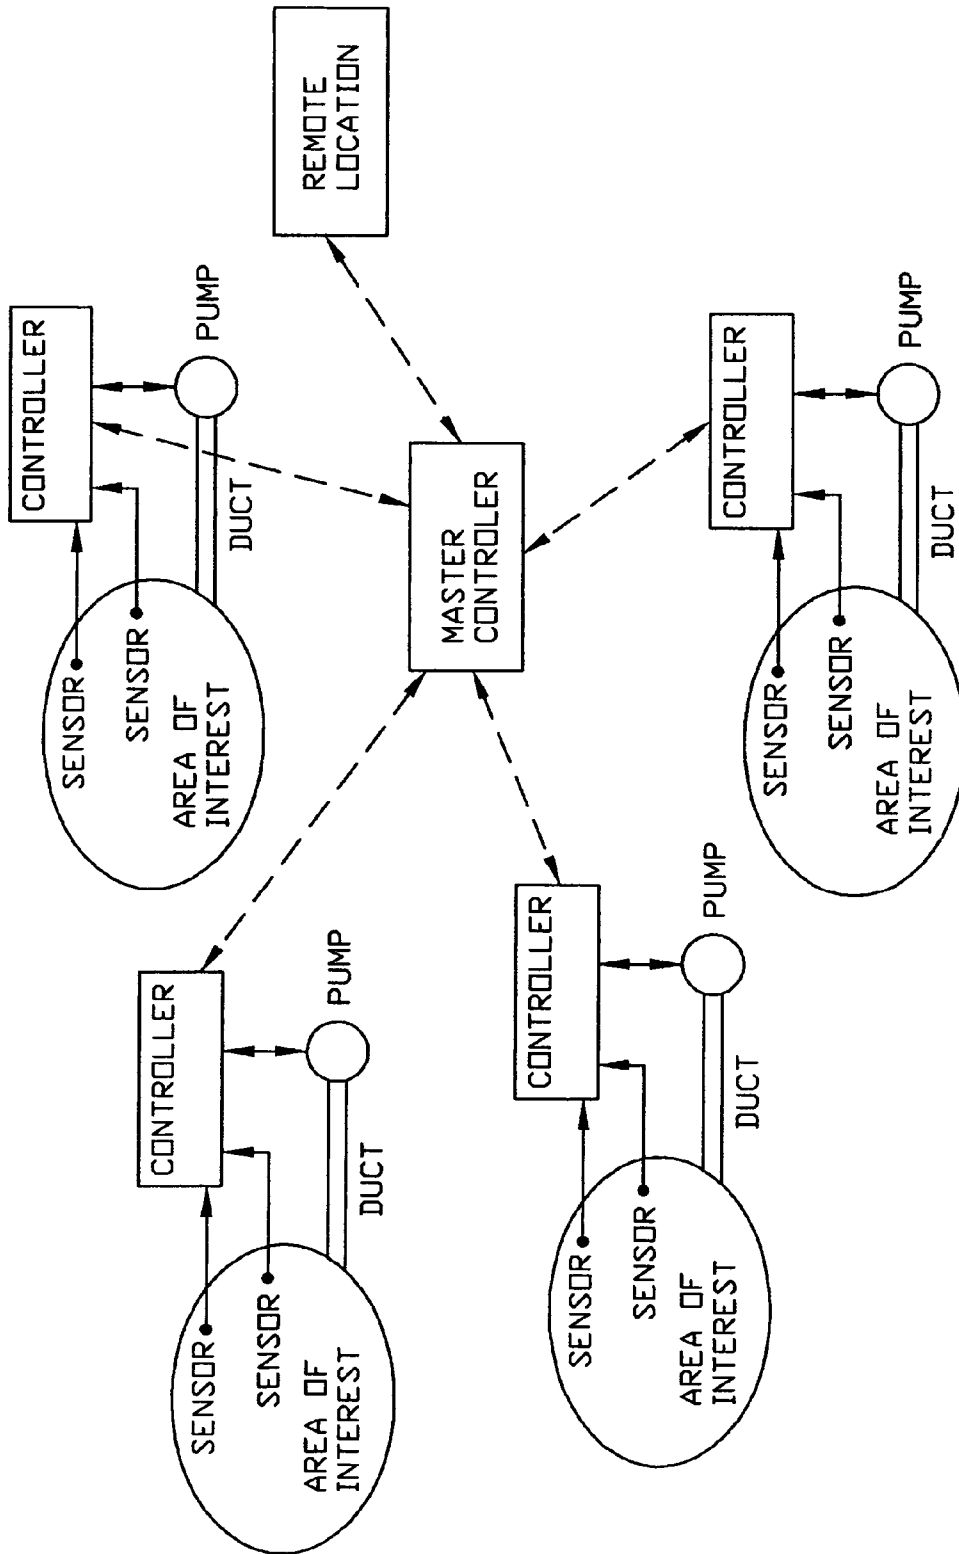 CONTROLLER
SENSOR
SENSOR
AREA OF
INTEREST
DUCT
PUMP
CONTROLLER
SENSOR
SENSOR
AREA OF
INTEREST
DUCT
PUMP
REMOTE
LOCATION
MASTER
CONTROLLER
CONTROLLER
SENSOR
SENSOR
AREA OF
INTEREST
DUCT
PUMP
CONTROLLER
SENSOR
SENSOR
AREA OF
INTEREST
DUCT
PUMP